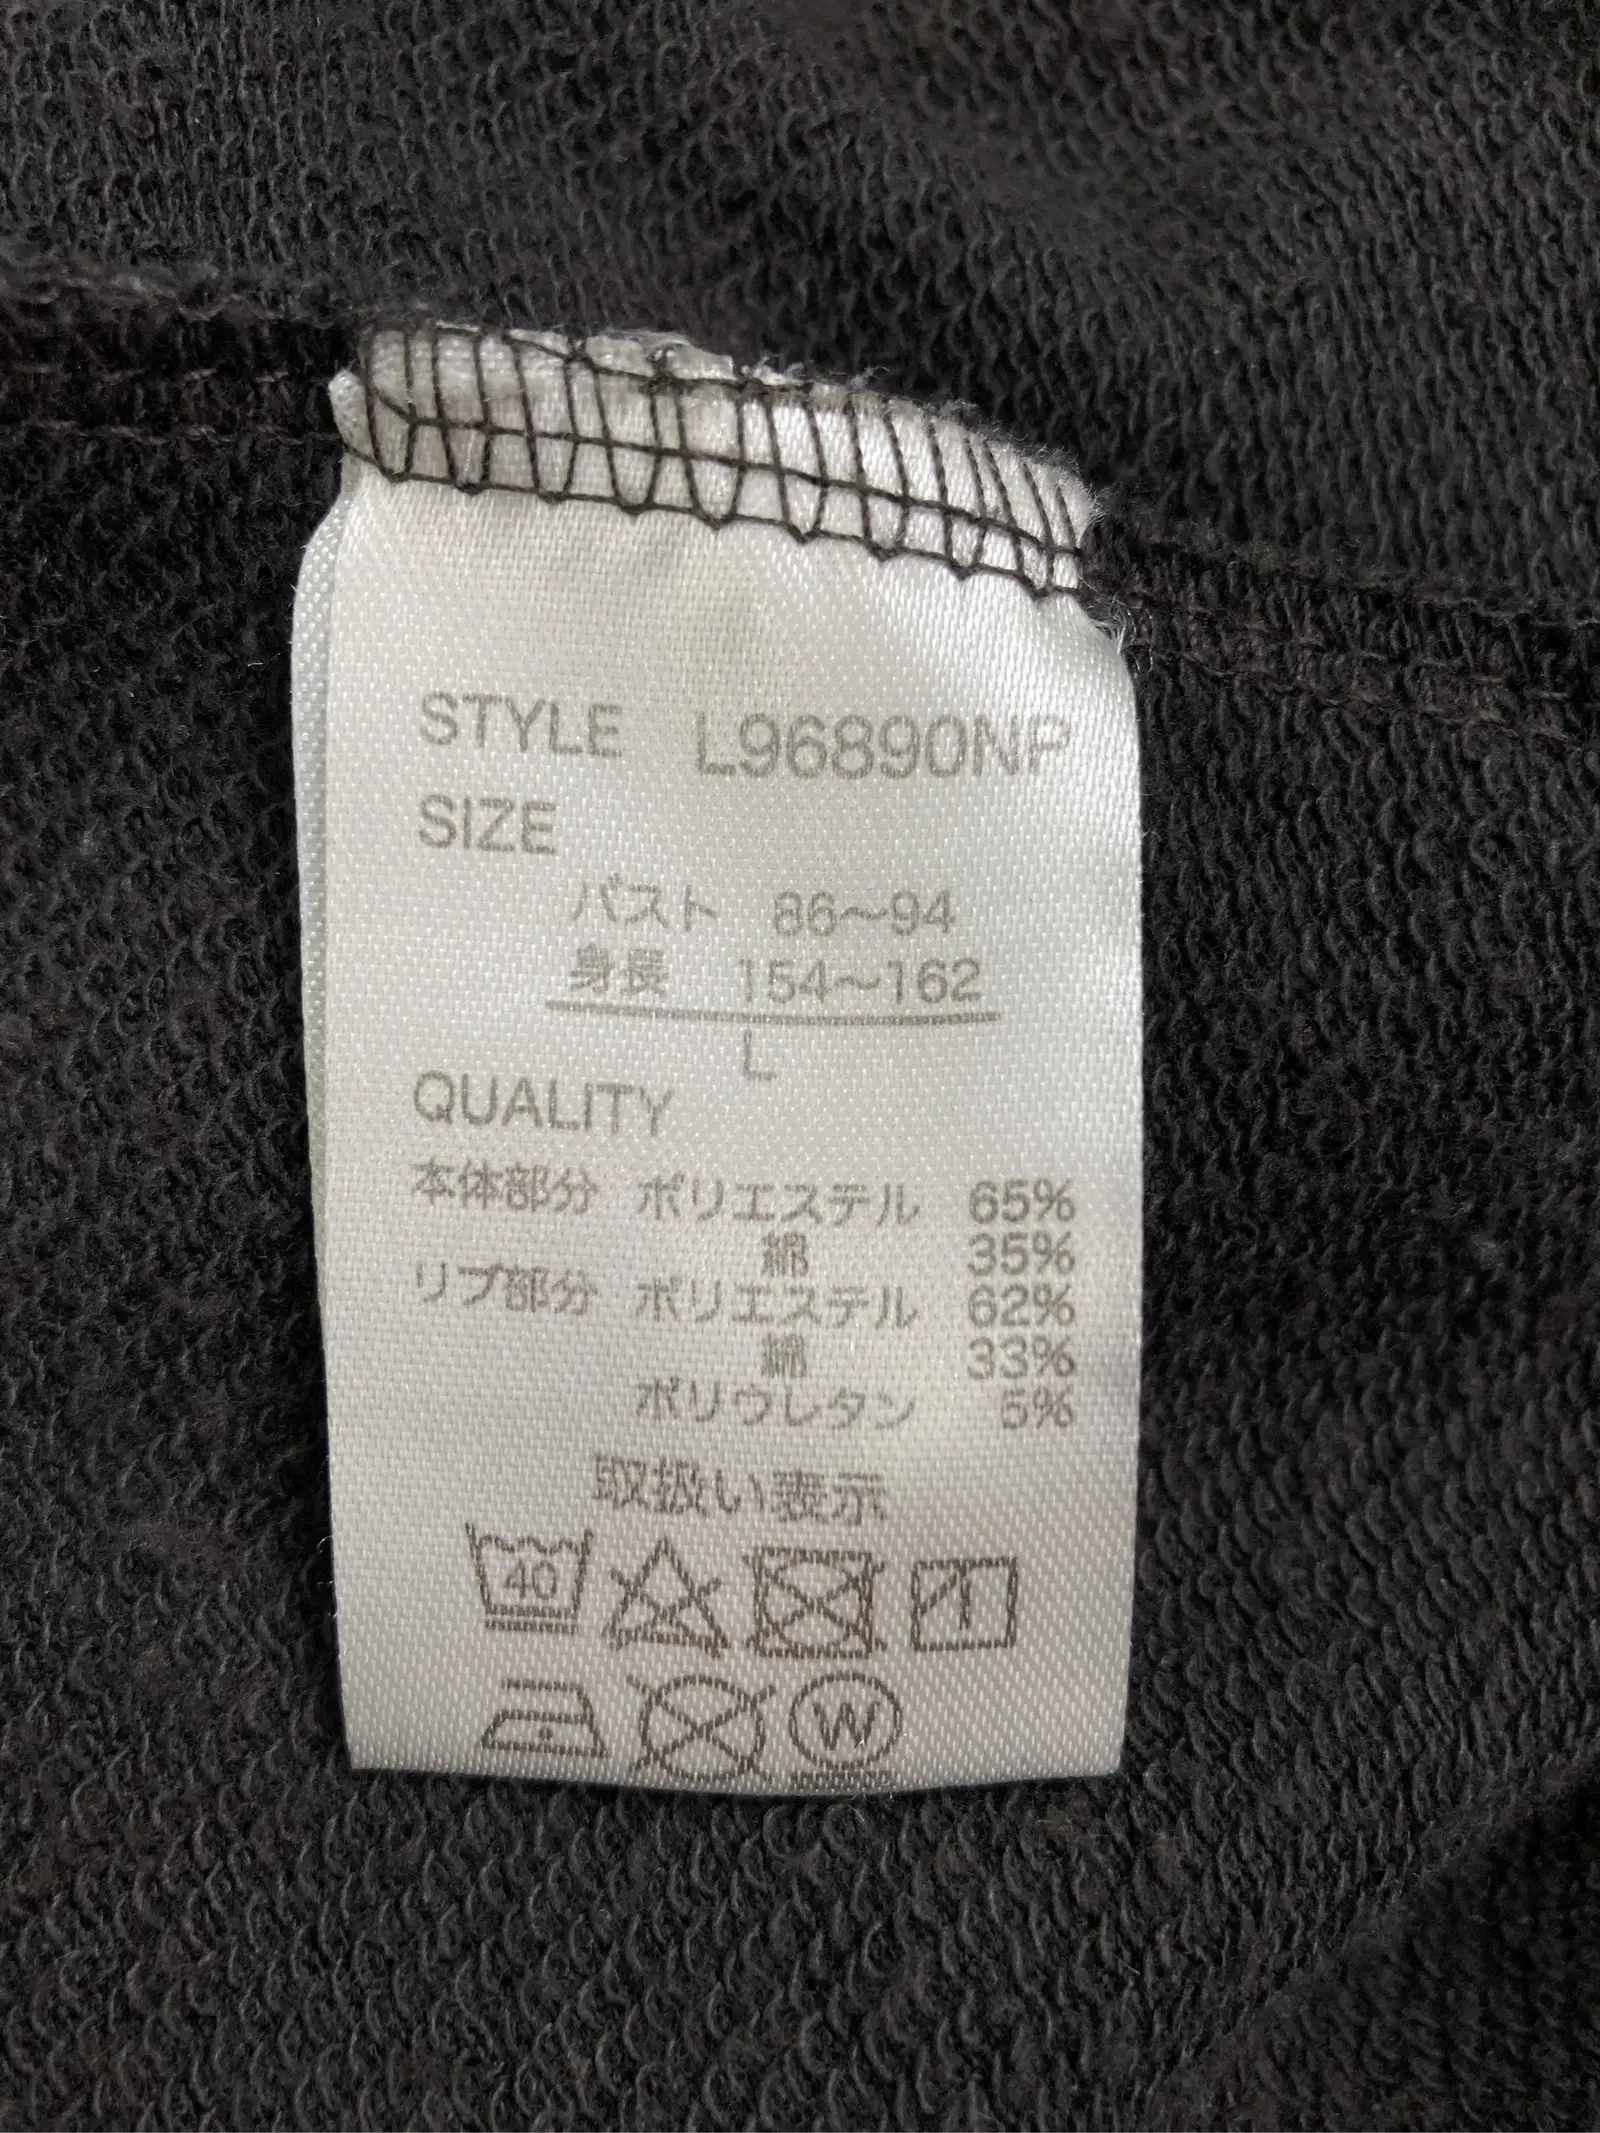 STYLE L96890NP
SIZE
バスト 86～94
身長 154～162
L
QUALITY
本体部分 ポリエステル 65%
綿 35%
リブ部分 ポリエステル 62%
綿 33%
ポリウレタン 5%
取扱い表示
40
W